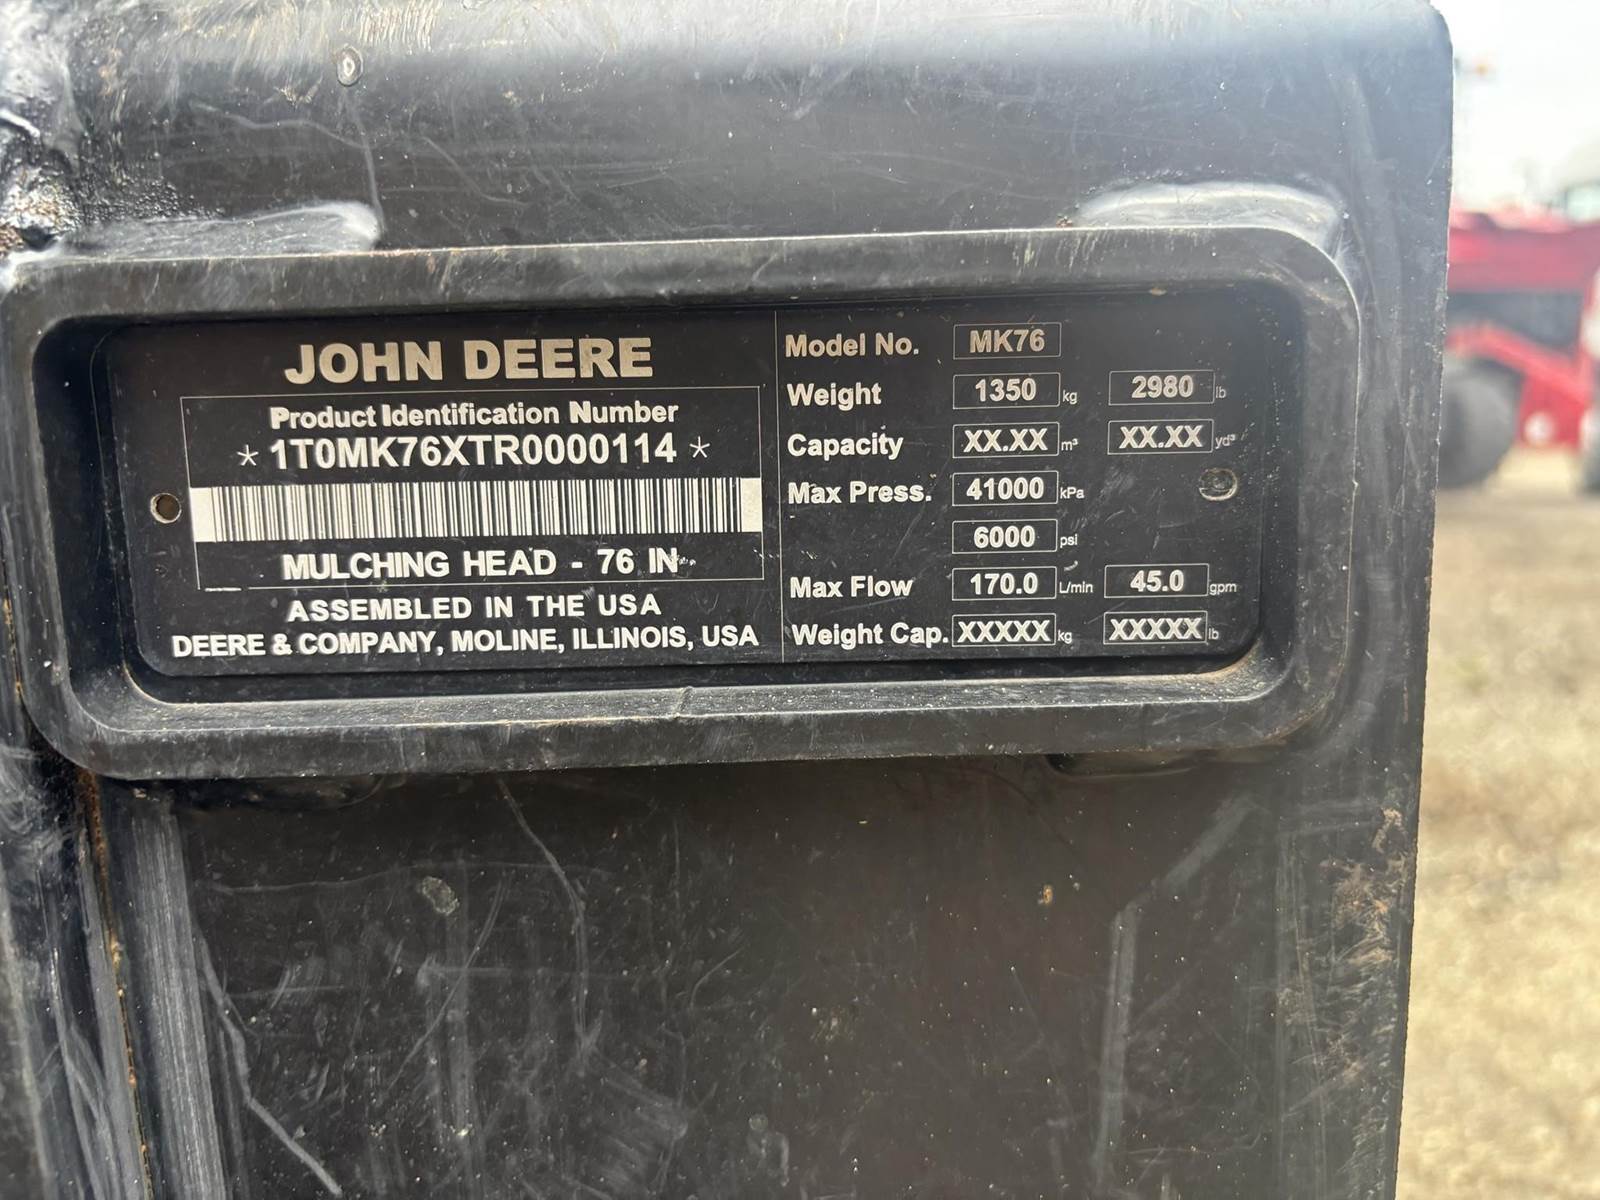 JOHN DEERE
Product Identification Number
*1T0MK76XTR0000114*
MULCHING HEAD - 76 IN
ASSEMBLED IN THE USA
DEERE & COMPANY, MOLINE, ILLINOIS, USA
Model No. MK76
Weight 1350 kg 2980 lb
Capacity XX.XX m³ XX.XX yd³
Max Press. 41000 kPa
6000 psi
Max Flow 170.0 L/min 45.0 gpm
Weight Cap. XXXXX kg XXXXX lb